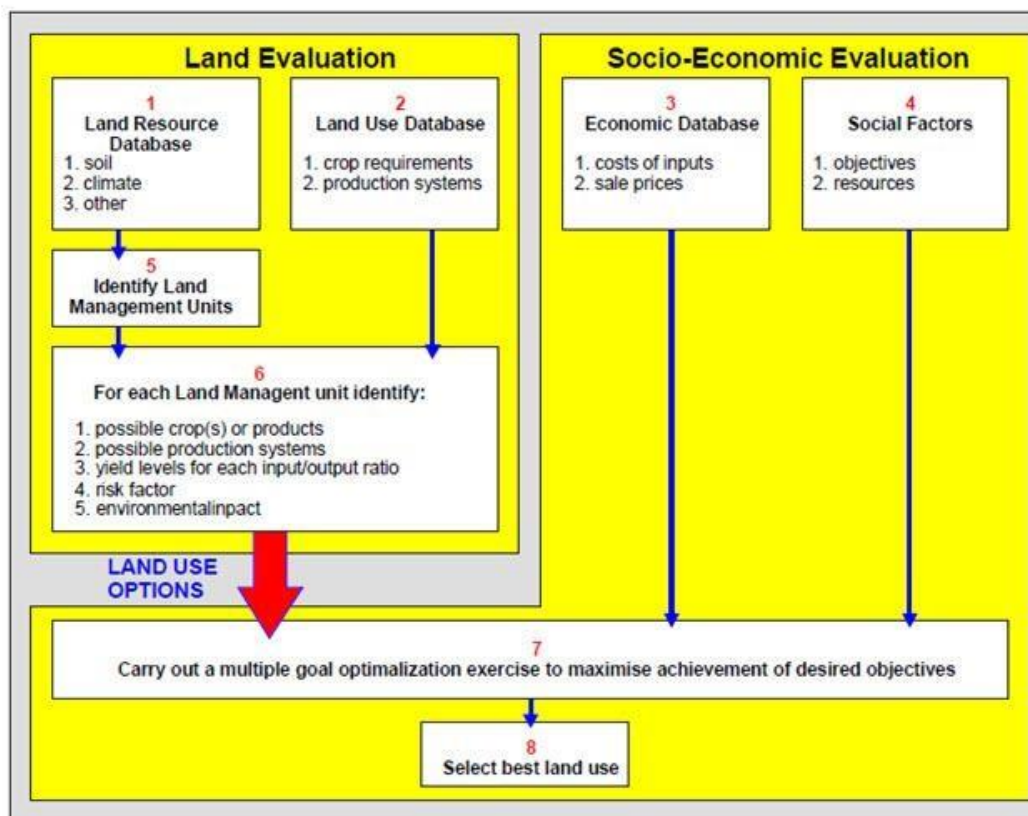 Land Evaluation
1
Land Resource
Database
1. soil
2. climate
3. other
2
Land Use Database
1. crop requirements
2. production systems
5
Identify Land
Management Units
6
For each Land Managent unit identify:
1. possible crop(s) or products
2. possible production systems
3. yield levels for each input/output ratio
4. risk factor
5. environmentalinpact
LAND USE
OPTIONS
Socio-Economic Evaluation
3
Economic Database
1. costs of inputs
2. sale prices
4
Social Factors
1. objectives
2. resources
7
Carry out a multiple goal optimalization exercise to maximise achievement of desired objectives
8
Select best land use